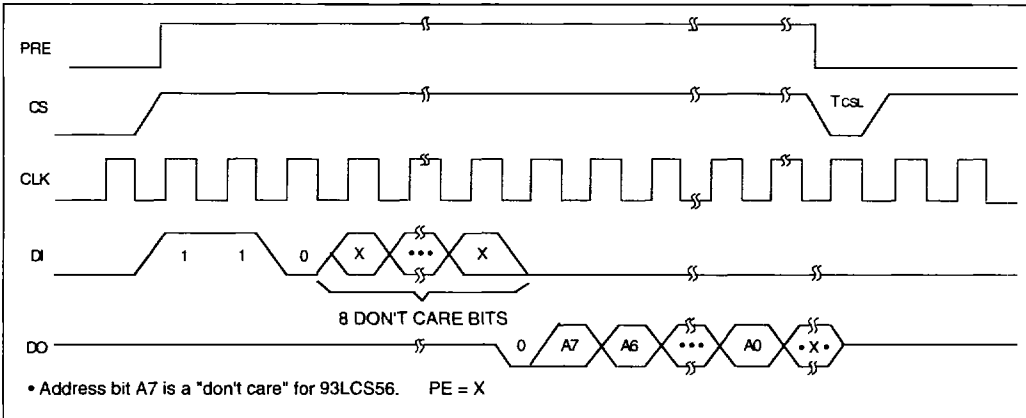 PRE
CS
TCSL
CLK
DI 1 1 0 X ••• X
8 DON'T CARE BITS
DO 0 A7 A6 ••• A0 • X •
• Address bit A7 is a "don't care" for 93LCS56. PE = X